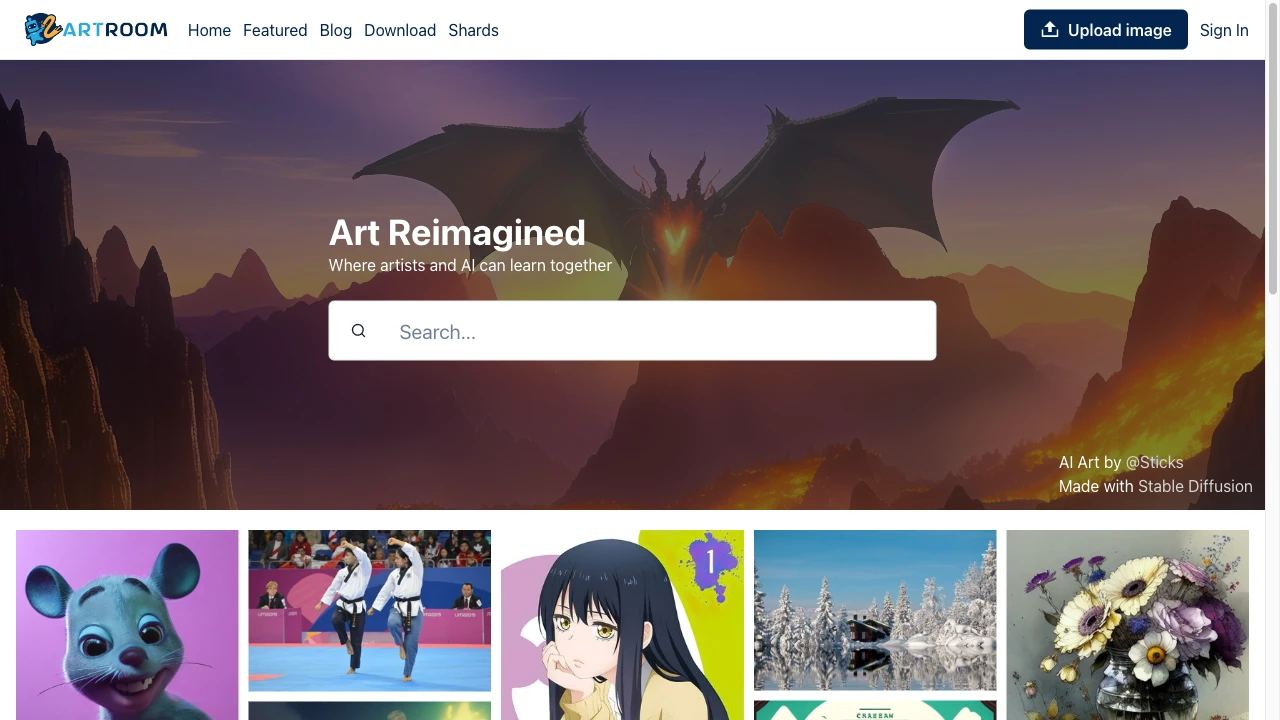 ARTROOM
Home
Featured
Blog
Download
Shards
Upload image
Sign In
Art Reimagined
Where artists and AI can learn together
Search...
AI Art by @Sticks
Made with Stable Diffusion
1